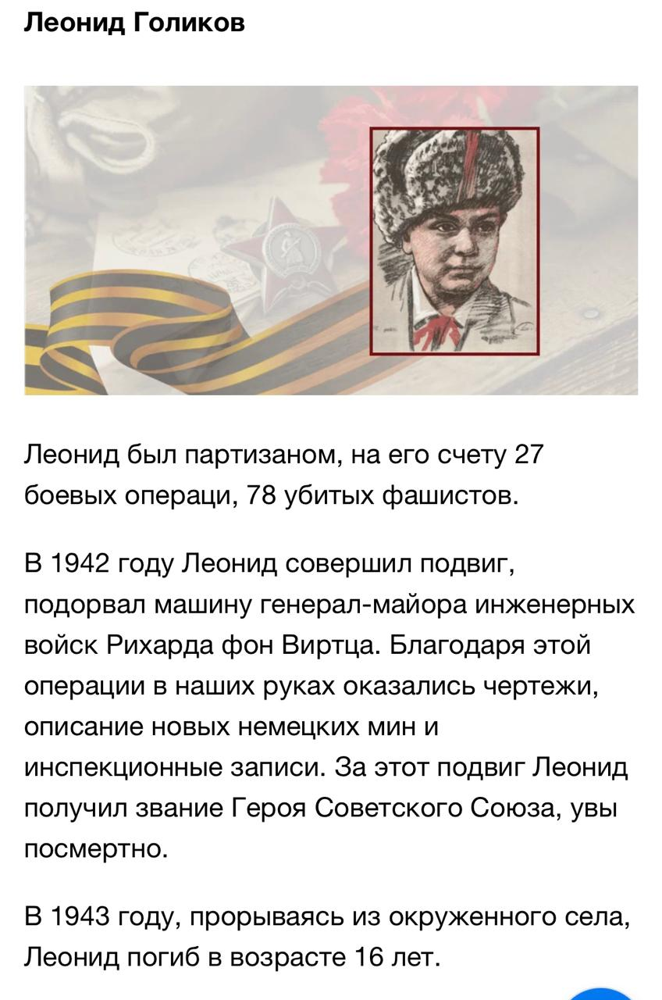 Леонид Голиков
Леонид был партизаном, на его счету 27
боевых операци, 78 убитых фашистов.
В 1942 году Леонид совершил подвиг,
подорвал машину генерал-майора инженерных
войск Рихарда фон Виртца. Благодаря этой
операции в наших руках оказались чертежи,
описание новых немецких мин и
инспекционные записи. За этот подвиг Леонид
получил звание Героя Советского Союза, увы
посмертно.
В 1943 году, прорываясь из окруженного села,
Леонид погиб в возрасте 16 лет.